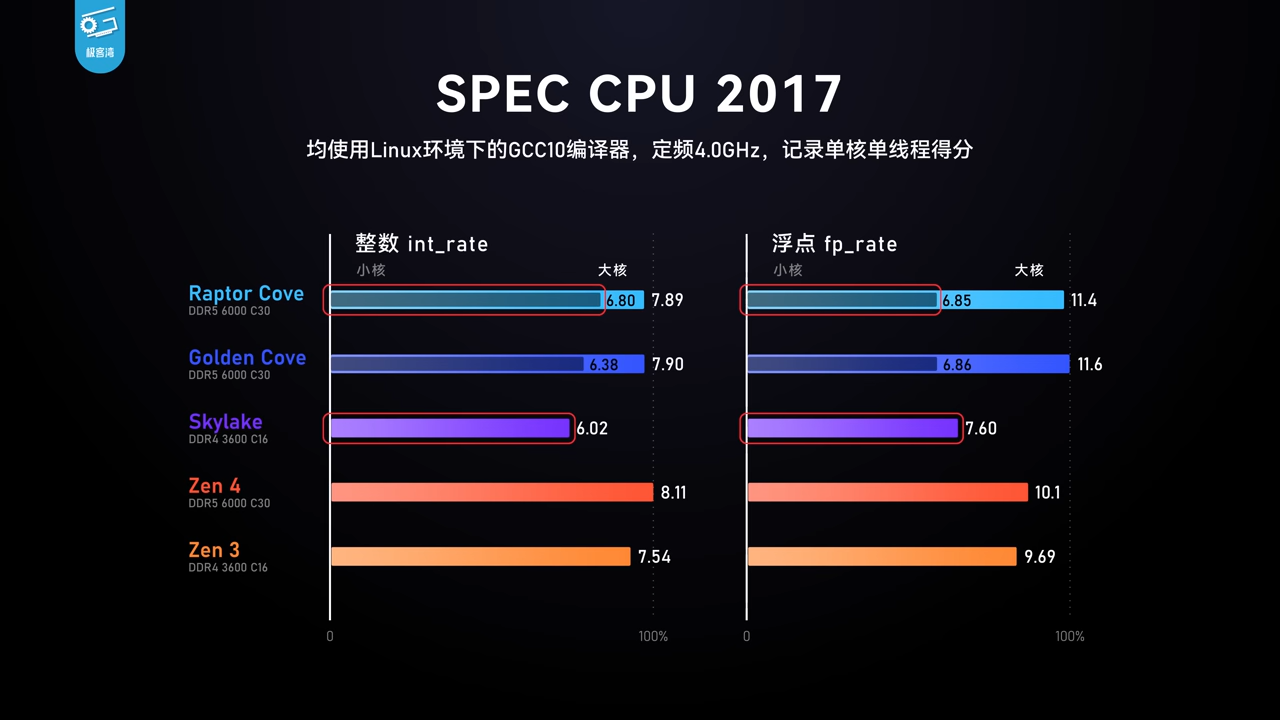 极客湾
SPEC CPU 2017
均使用Linux环境下的GCC10编译器，定频4.0GHz，记录单核单线程得分
整数 int_rate
浮点 fp_rate
小核
大核
小核
大核
Raptor Cove
DDR5 6000 C30
6.80
7.89
6.85
11.4
Golden Cove
DDR5 6000 C30
6.38
7.90
6.86
11.6
Skylake
DDR4 3600 C16
6.02
7.60
Zen 4
DDR5 6000 C30
8.11
10.1
Zen 3
DDR4 3600 C16
7.54
9.69
0
100%
0
100%